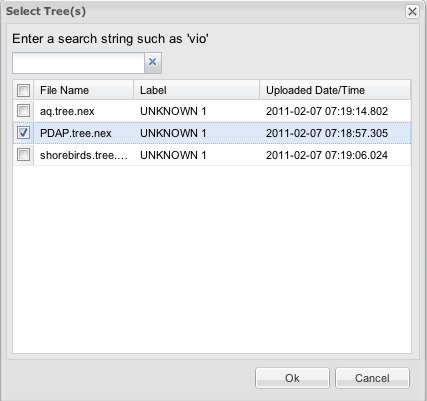 Select Tree(s)
Enter a search string such as 'vio'
File Name Label Uploaded Date/Time
aq.tree.nex UNKNOWN 1 2011-02-07 07:19:14.802
PDAP.tree.nex UNKNOWN 1 2011-02-07 07:18:57.305
shorebirds.tree.... UNKNOWN 1 2011-02-07 07:19:06.024
Ok Cancel